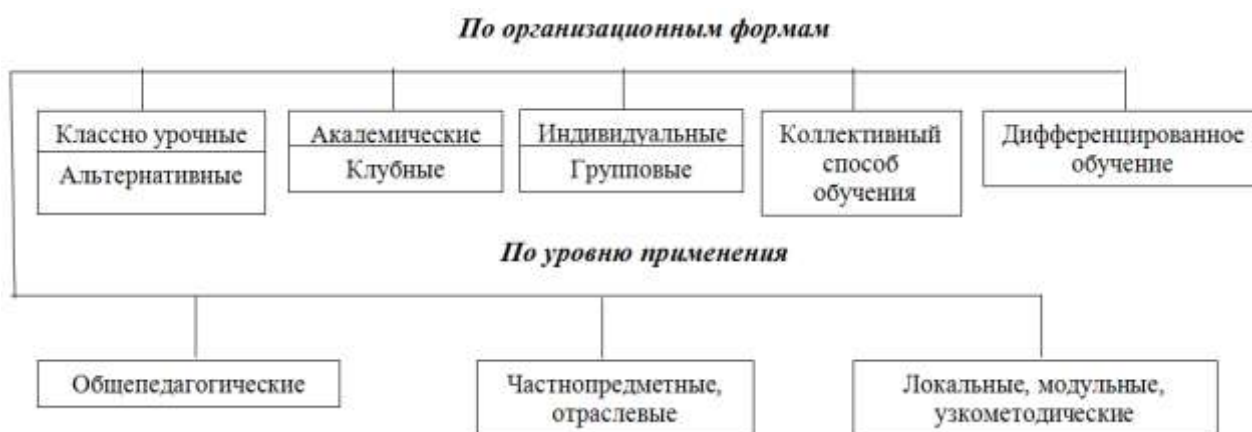 По организационным формам
Классно урочные
Альтернативные
Академические
Клубные
Индивидуальные
Групповые
Коллективный
способ
обучения
Дифференцированное
обучение
По уровню применения
Общепедагогические
Частнопредметные,
отраслевые
Локальные, модульные,
узкометодические